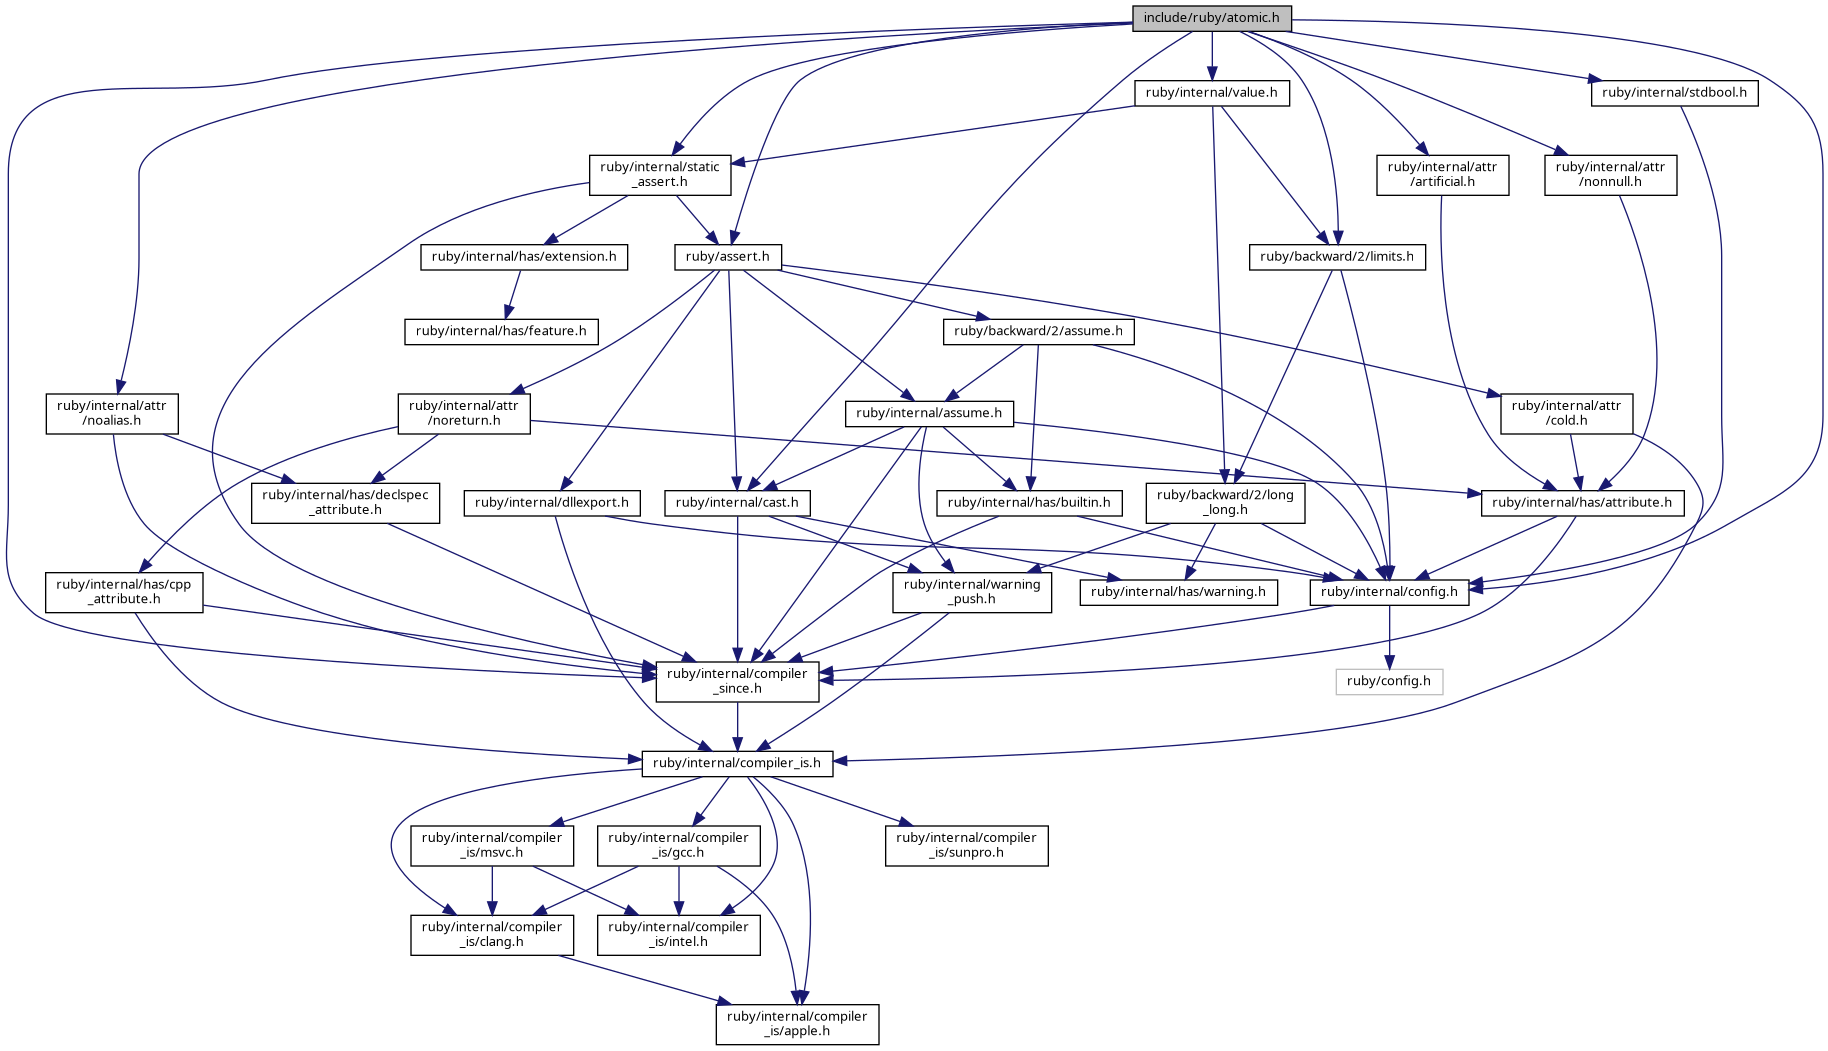 include/ruby/atomic.h
ruby/internal/value.h
ruby/internal/stdbool.h
ruby/internal/static
_assert.h
ruby/internal/attr
/artificial.h
ruby/internal/attr
/nonnull.h
ruby/internal/has/extension.h
ruby/assert.h
ruby/backward/2/limits.h
ruby/internal/has/feature.h
ruby/backward/2/assume.h
ruby/internal/attr
/noalias.h
ruby/internal/attr
/noreturn.h
ruby/internal/assume.h
ruby/internal/attr
/cold.h
ruby/internal/has/declspec
_attribute.h
ruby/internal/dllexport.h
ruby/internal/cast.h
ruby/internal/has/builtin.h
ruby/backward/2/long
_long.h
ruby/internal/has/attribute.h
ruby/internal/has/cpp
_attribute.h
ruby/internal/warning
_push.h
ruby/internal/has/warning.h
ruby/internal/config.h
ruby/internal/compiler
_since.h
ruby/config.h
ruby/internal/compiler_is.h
ruby/internal/compiler
_is/msvc.h
ruby/internal/compiler
_is/gcc.h
ruby/internal/compiler
_is/sunpro.h
ruby/internal/compiler
_is/clang.h
ruby/internal/compiler
_is/intel.h
ruby/internal/compiler
_is/apple.h